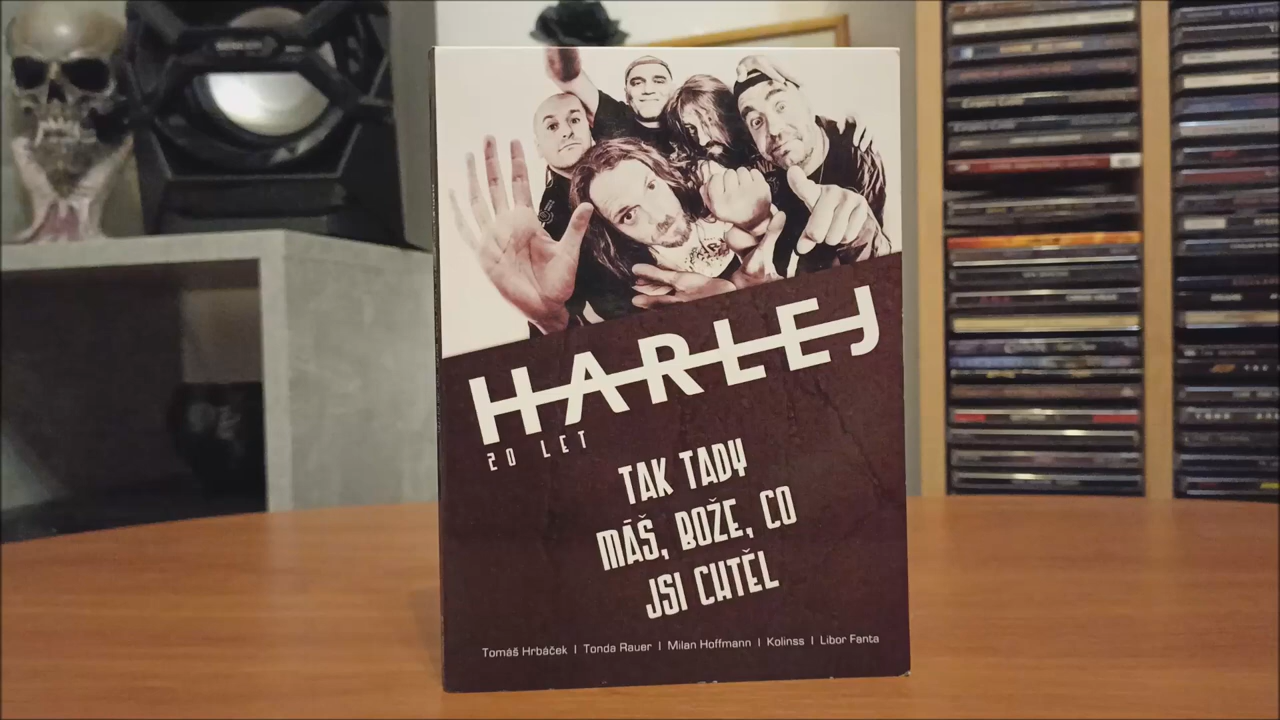 HARLEJ
20 LET
TAK TADY
MÁŠ, BOŽE, CO
JSI CHTĚL
Tomáš Hrbáček | Tonda Rauer | Milan Hoffmann | Kolinss | Libor Fanta